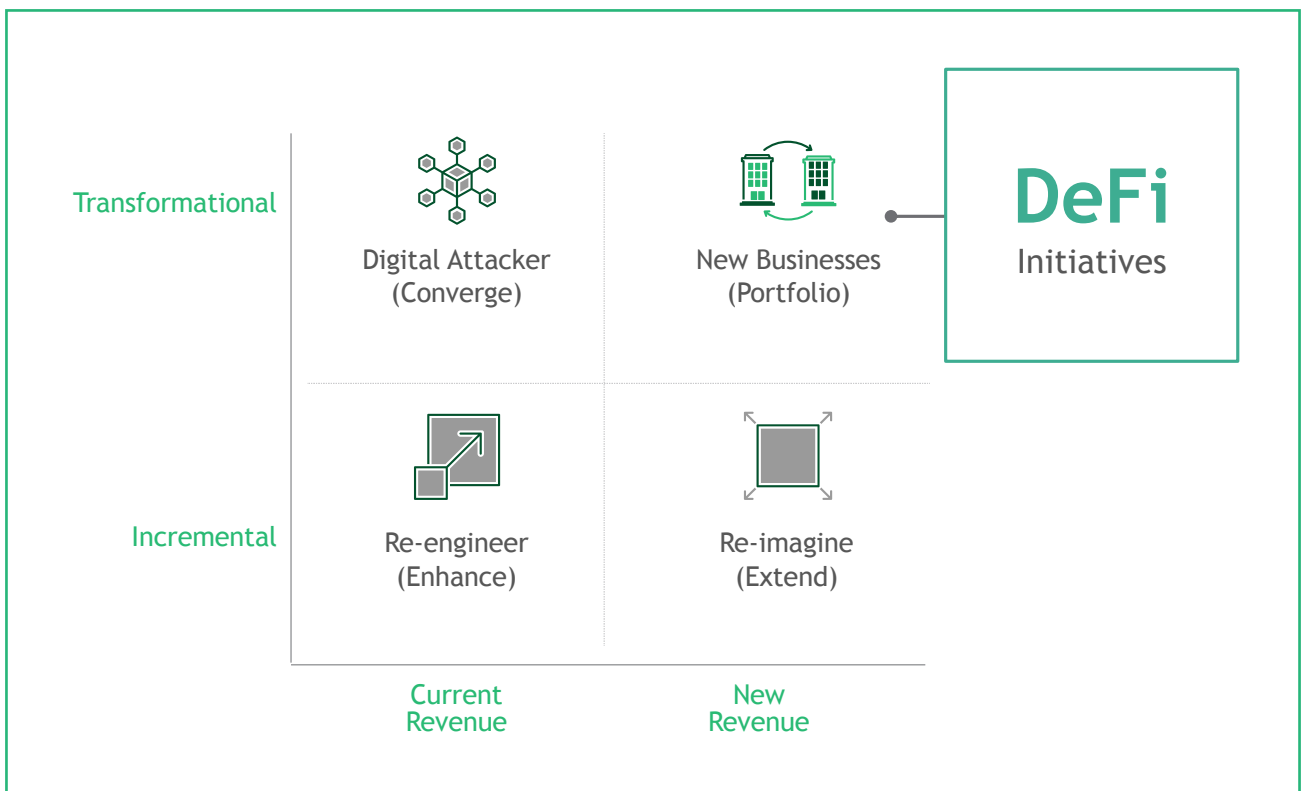 Transformational
Digital Attacker
(Converge)
New Businesses
(Portfolio)
DeFi
Initiatives
Incremental
Re-engineer
(Enhance)
Re-imagine
(Extend)
Current
Revenue
New
Revenue